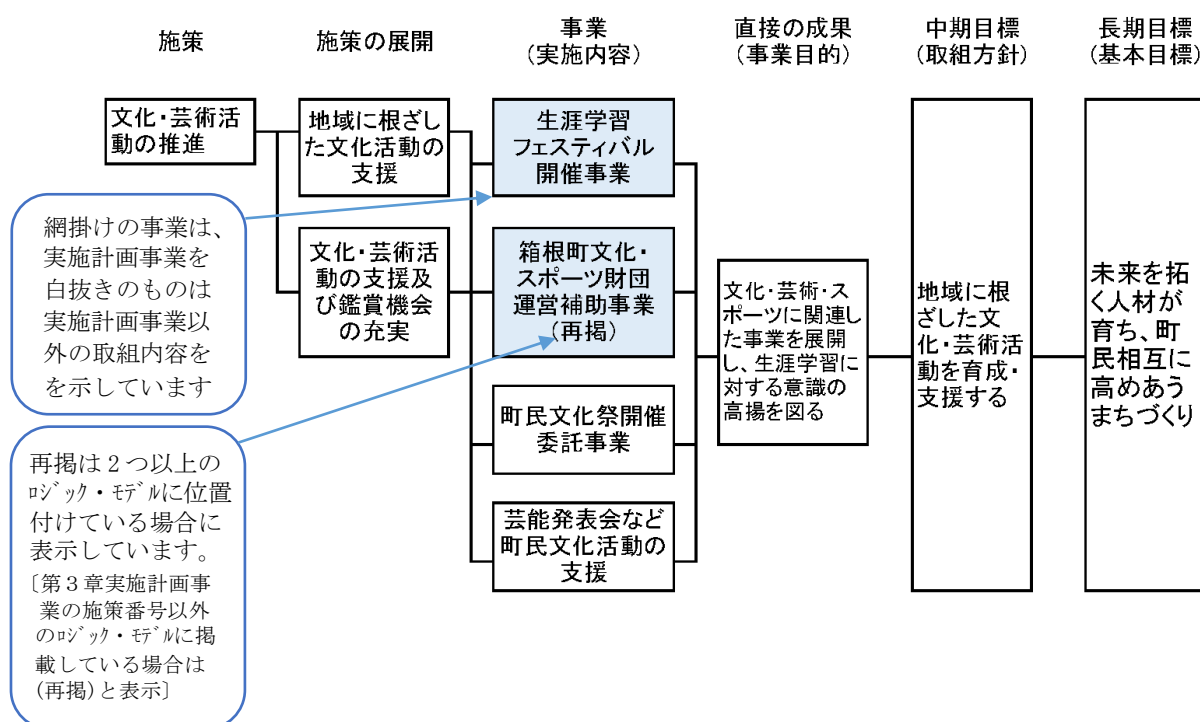 施策
施策の展開
事業
(実施内容)
直接の成果
(事業目的)
中期目標
(取組方針)
長期目標
(基本目標)
文化・芸術活
動の推進
地域に根ざし
た文化活動の
支援
文化・芸術活
動の支援及
び鑑賞機会
の充実
生涯学習
フェスティバル
開催事業
箱根町文化・
スポーツ財団
運営補助事業
(再掲)
町民文化祭開催
委託事業
芸能発表会など
町民文化活動の
支援
文化・芸術・ス
ポーツに関連し
た事業を展開
し、生涯学習に
対する意識の
高揚を図る
地域に根
ざした文
化・芸術活
動を育成・
支援する
未来を拓
く人材が
育ち、町
民相互に
高めあう
まちづくり
網掛けの事業は、
実施計画事業を
白抜きのものは
実施計画事業以
外の取組内容を
を示しています
再掲は2つ以上の
ﾛｼﾞｯｸ・ﾓﾃﾞﾙに位置
付けている場合に
表示しています。
〔第3章実施計画事
業の施策番号以外
のﾛｼﾞｯｸ・ﾓﾃﾞﾙに掲
載している場合は
(再掲)と表示〕